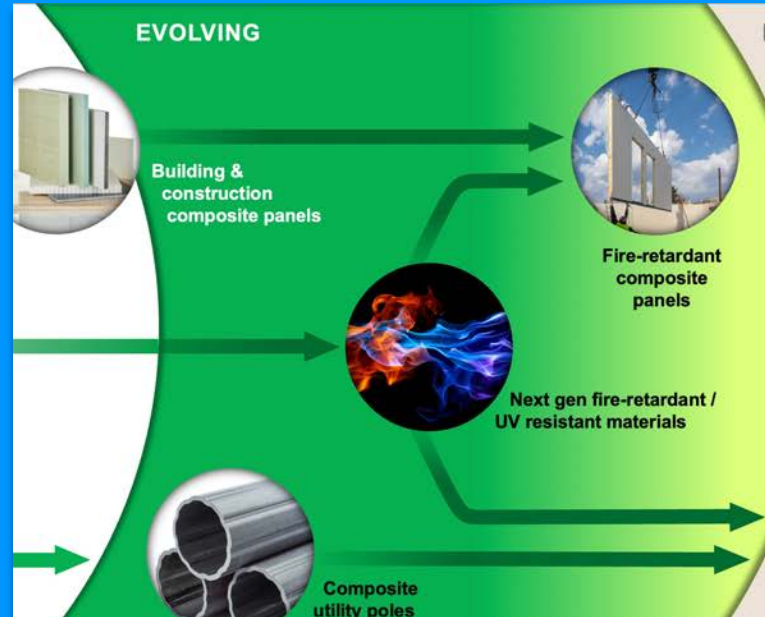 EVOLVING
Building &
construction
composite panels
Fire-retardant
composite
panels
Next gen fire-retardant /
UV resistant materials
Composite
utility poles